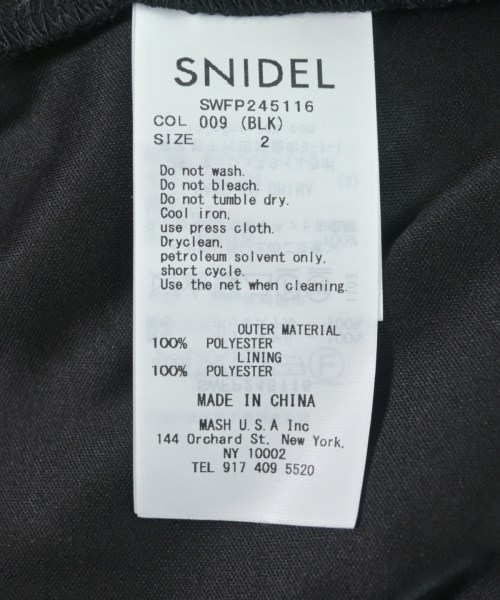 SNIDEL
SWFP245116
COL 009 (BLK)
SIZE 2
Do not wash.
Do not bleach.
Do not tumble dry.
Cool iron,
use press cloth.
Dryclean,
petroleum solvent only.
short cycle.
Use the net when cleaning.
OUTER MATERIAL
100% POLYESTER
LINING
100% POLYESTER
MADE IN CHINA
MASH U.S.A Inc
144 Orchard St. New York.
NY 10002
TEL 917 409 5520